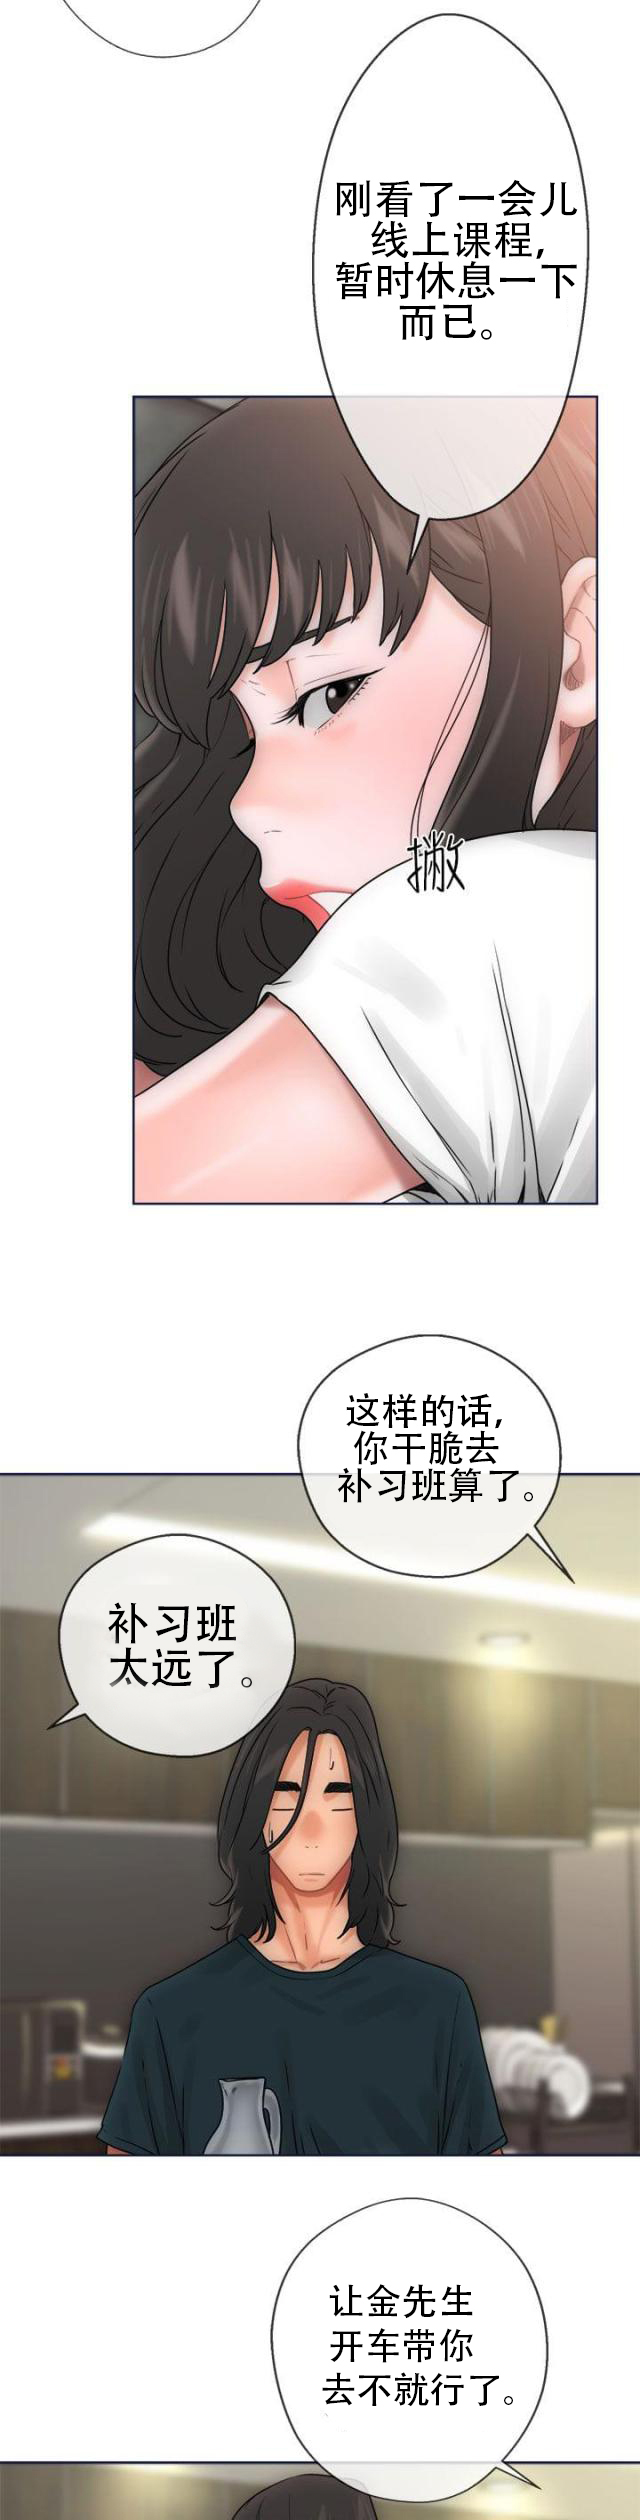 刚看了一会儿
线上课程,
暂时休息一下
而已。
撇
这样的话,
你干脆去
补习班算了。
补习班
太远了。
让金先生
开车带你
去不就行了。